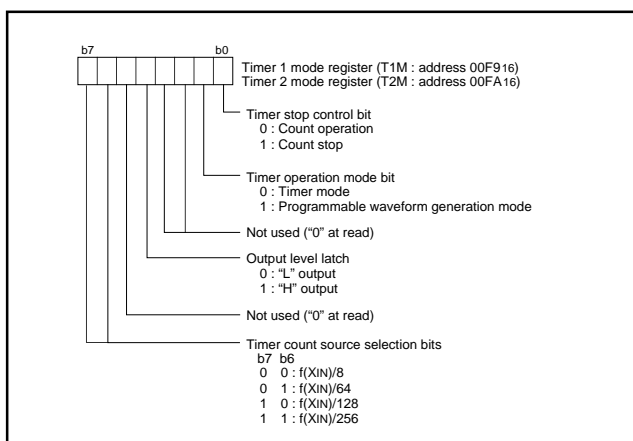 b7 b0
Timer 1 mode register (T1M : address 00F916)
Timer 2 mode register (T2M : address 00FA16)
Timer stop control bit
0 : Count operation
1 : Count stop
Timer operation mode bit
0 : Timer mode
1 : Programmable waveform generation mode
Not used (“0” at read)
Output level latch
0 : “L” output
1 : “H” output
Not used (“0” at read)
Timer count source selection bits
b7 b6
0 0 : f(XIN)/8
0 1 : f(XIN)/64
1 0 : f(XIN)/128
1 1 : f(XIN)/256